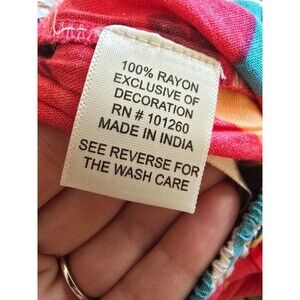 100% RAYON
EXCLUSIVE OF
DECORATION
RN # 101260
MADE IN INDIA
SEE REVERSE FOR
THE WASH CARE